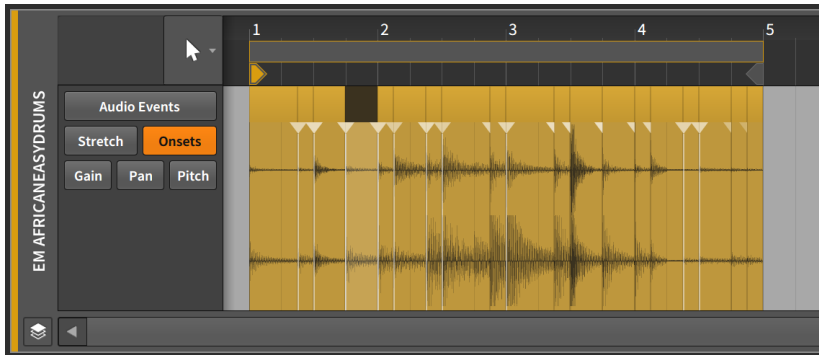 1 2 3 4 5
EM AFRICANEASYDRUMS
Audio Events
Stretch Onsets
Gain Pan Pitch